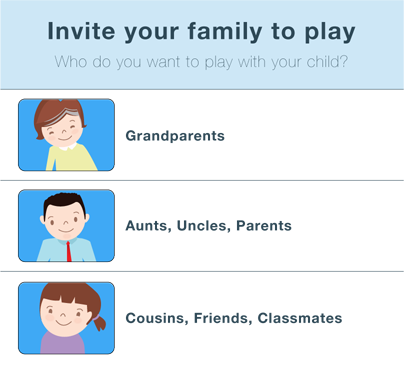 Invite your family to play
Who do you want to play with your child?
Grandparents
Aunts, Uncles, Parents
Cousins, Friends, Classmates